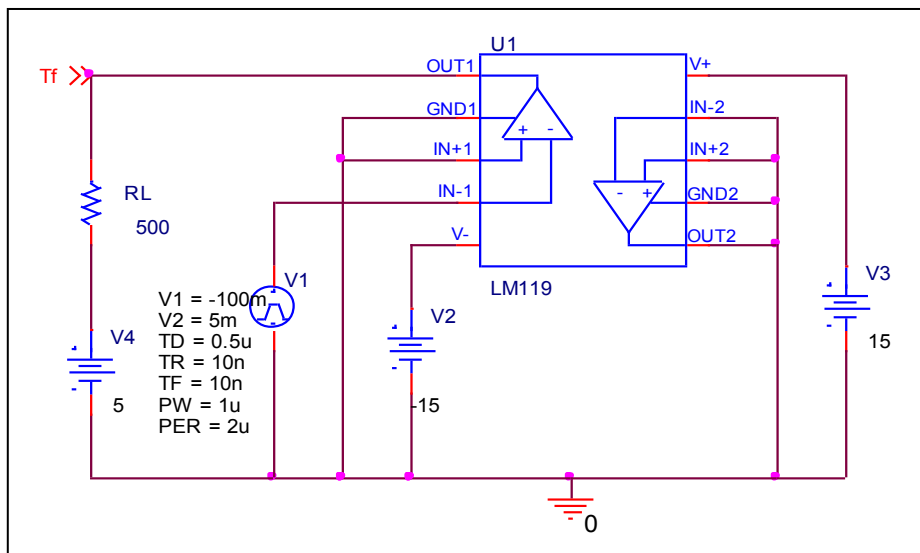 U1
Tf
OUT1
V+
GND1
IN-2
+ -
IN+1
IN+2
RL
- +
500
IN-1
GND2
V-
OUT2
V1
LM119
V3
V1 = -100m
V2 = 5m
V2
TD = 0.5u
V4
TR = 10n
15
TF = 10n
5
PW = 1u
-15
PER = 2u
0